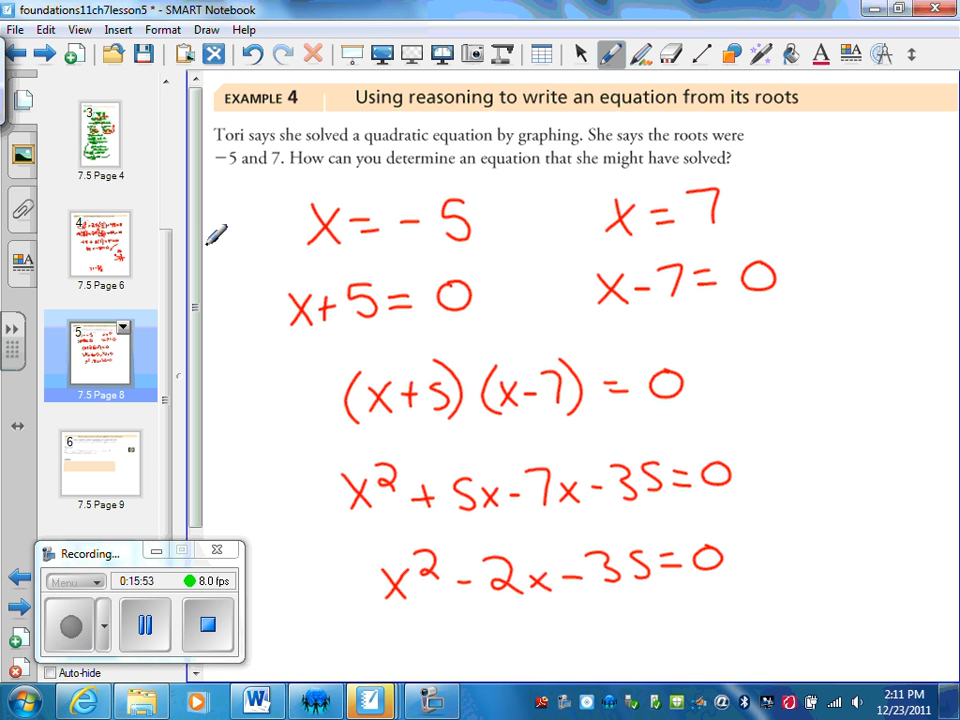 foundations11ch7lesson5 * - SMART Notebook
File Edit View Insert Format Draw Help
EXAMPLE 4 Using reasoning to write an equation from its roots
Tori says she solved a quadratic equation by graphing. She says the roots were
−5 and 7. How can you determine an equation that she might have solved?
x = - 5 x = 7
x+5 = 0 x-7 = 0
(x+5)(x-7) = 0
x² + 5x - 7x - 35 = 0
x² - 2x - 35 = 0
3
7.5 Page 4
4
7.5 Page 6
5
7.5 Page 8
6
7.5 Page 9
Recording...
Menu 0:15:53 8.0 fps
Auto-hide
2:11 PM
12/23/2011